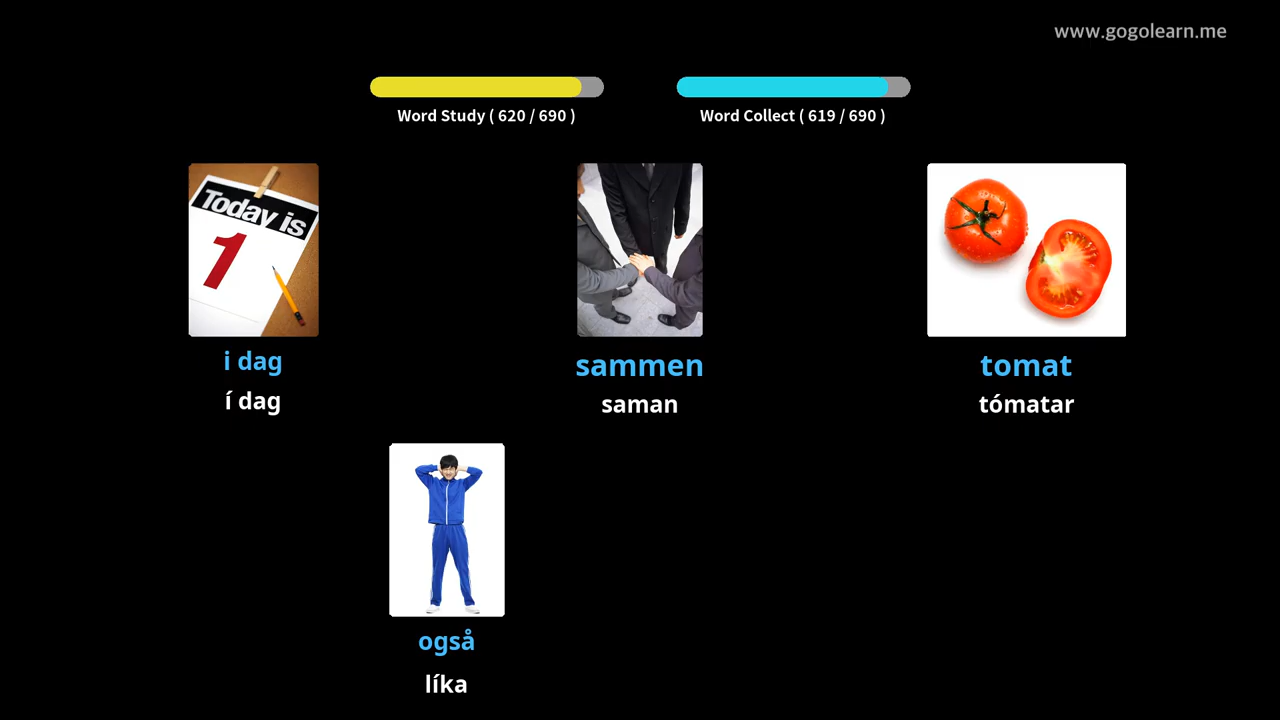 www.gogolearn.me
Word Study ( 620 / 690 )
Word Collect ( 619 / 690 )
Today is
1
i dag
sammen
tomat
í dag
saman
tómatar
også
líka